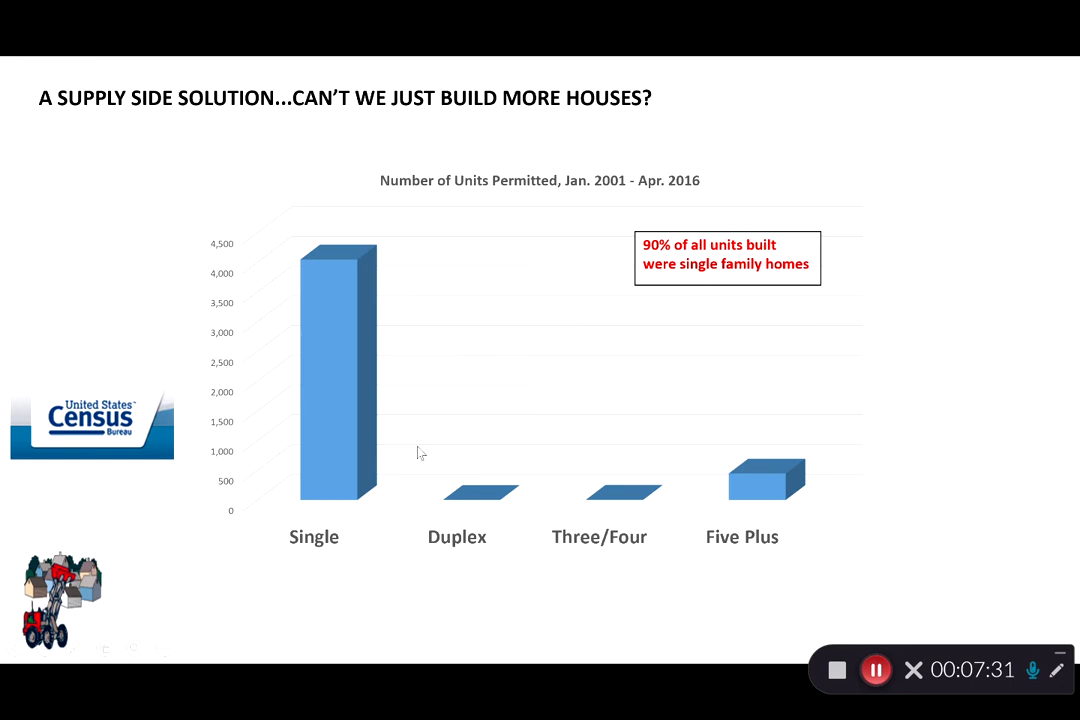 A SUPPLY SIDE SOLUTION...CAN'T WE JUST BUILD MORE HOUSES?
Number of Units Permitted, Jan. 2001 - Apr. 2016
90% of all units built
were single family homes
4,500
4,000
3,500
3,000
2,500
2,000
1,500
1,000
500
0
United States™
Census
Bureau
Single
Duplex
Three/Four
Five Plus
00:07:31